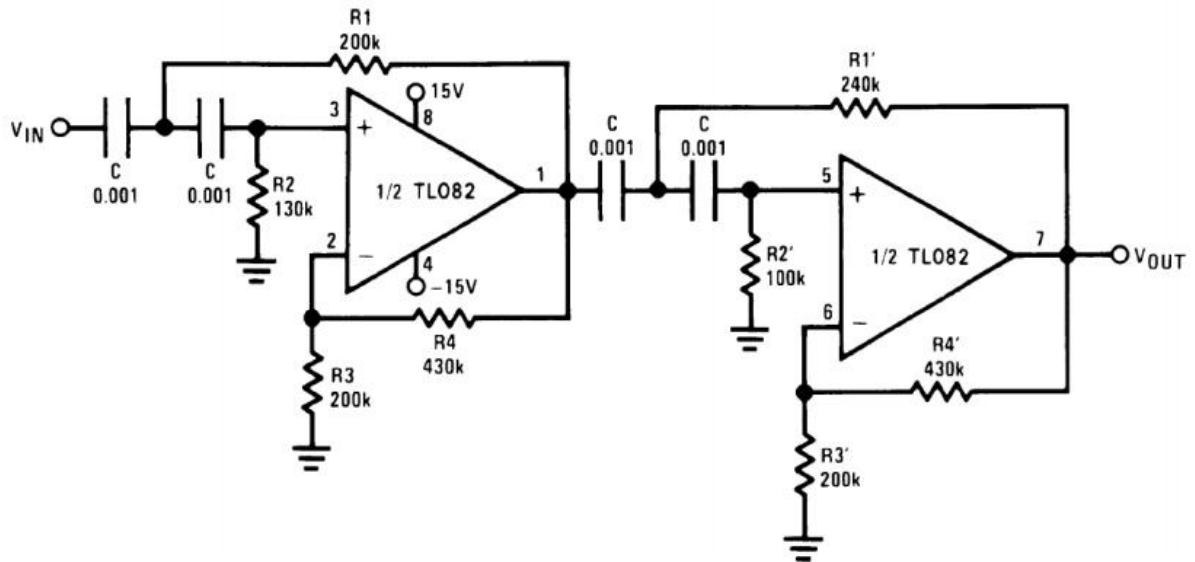 R1
200k
15V
8
3
+
VIN
C
0.001
C
0.001
R2
130k
1/2 TL082
1
2
−
4
−15V
R4
430k
R3
200k
R1'
240k
C
0.001
C
0.001
5
+
R2'
100k
1/2 TL082
7
VOUT
6
−
R4'
430k
R3'
200k